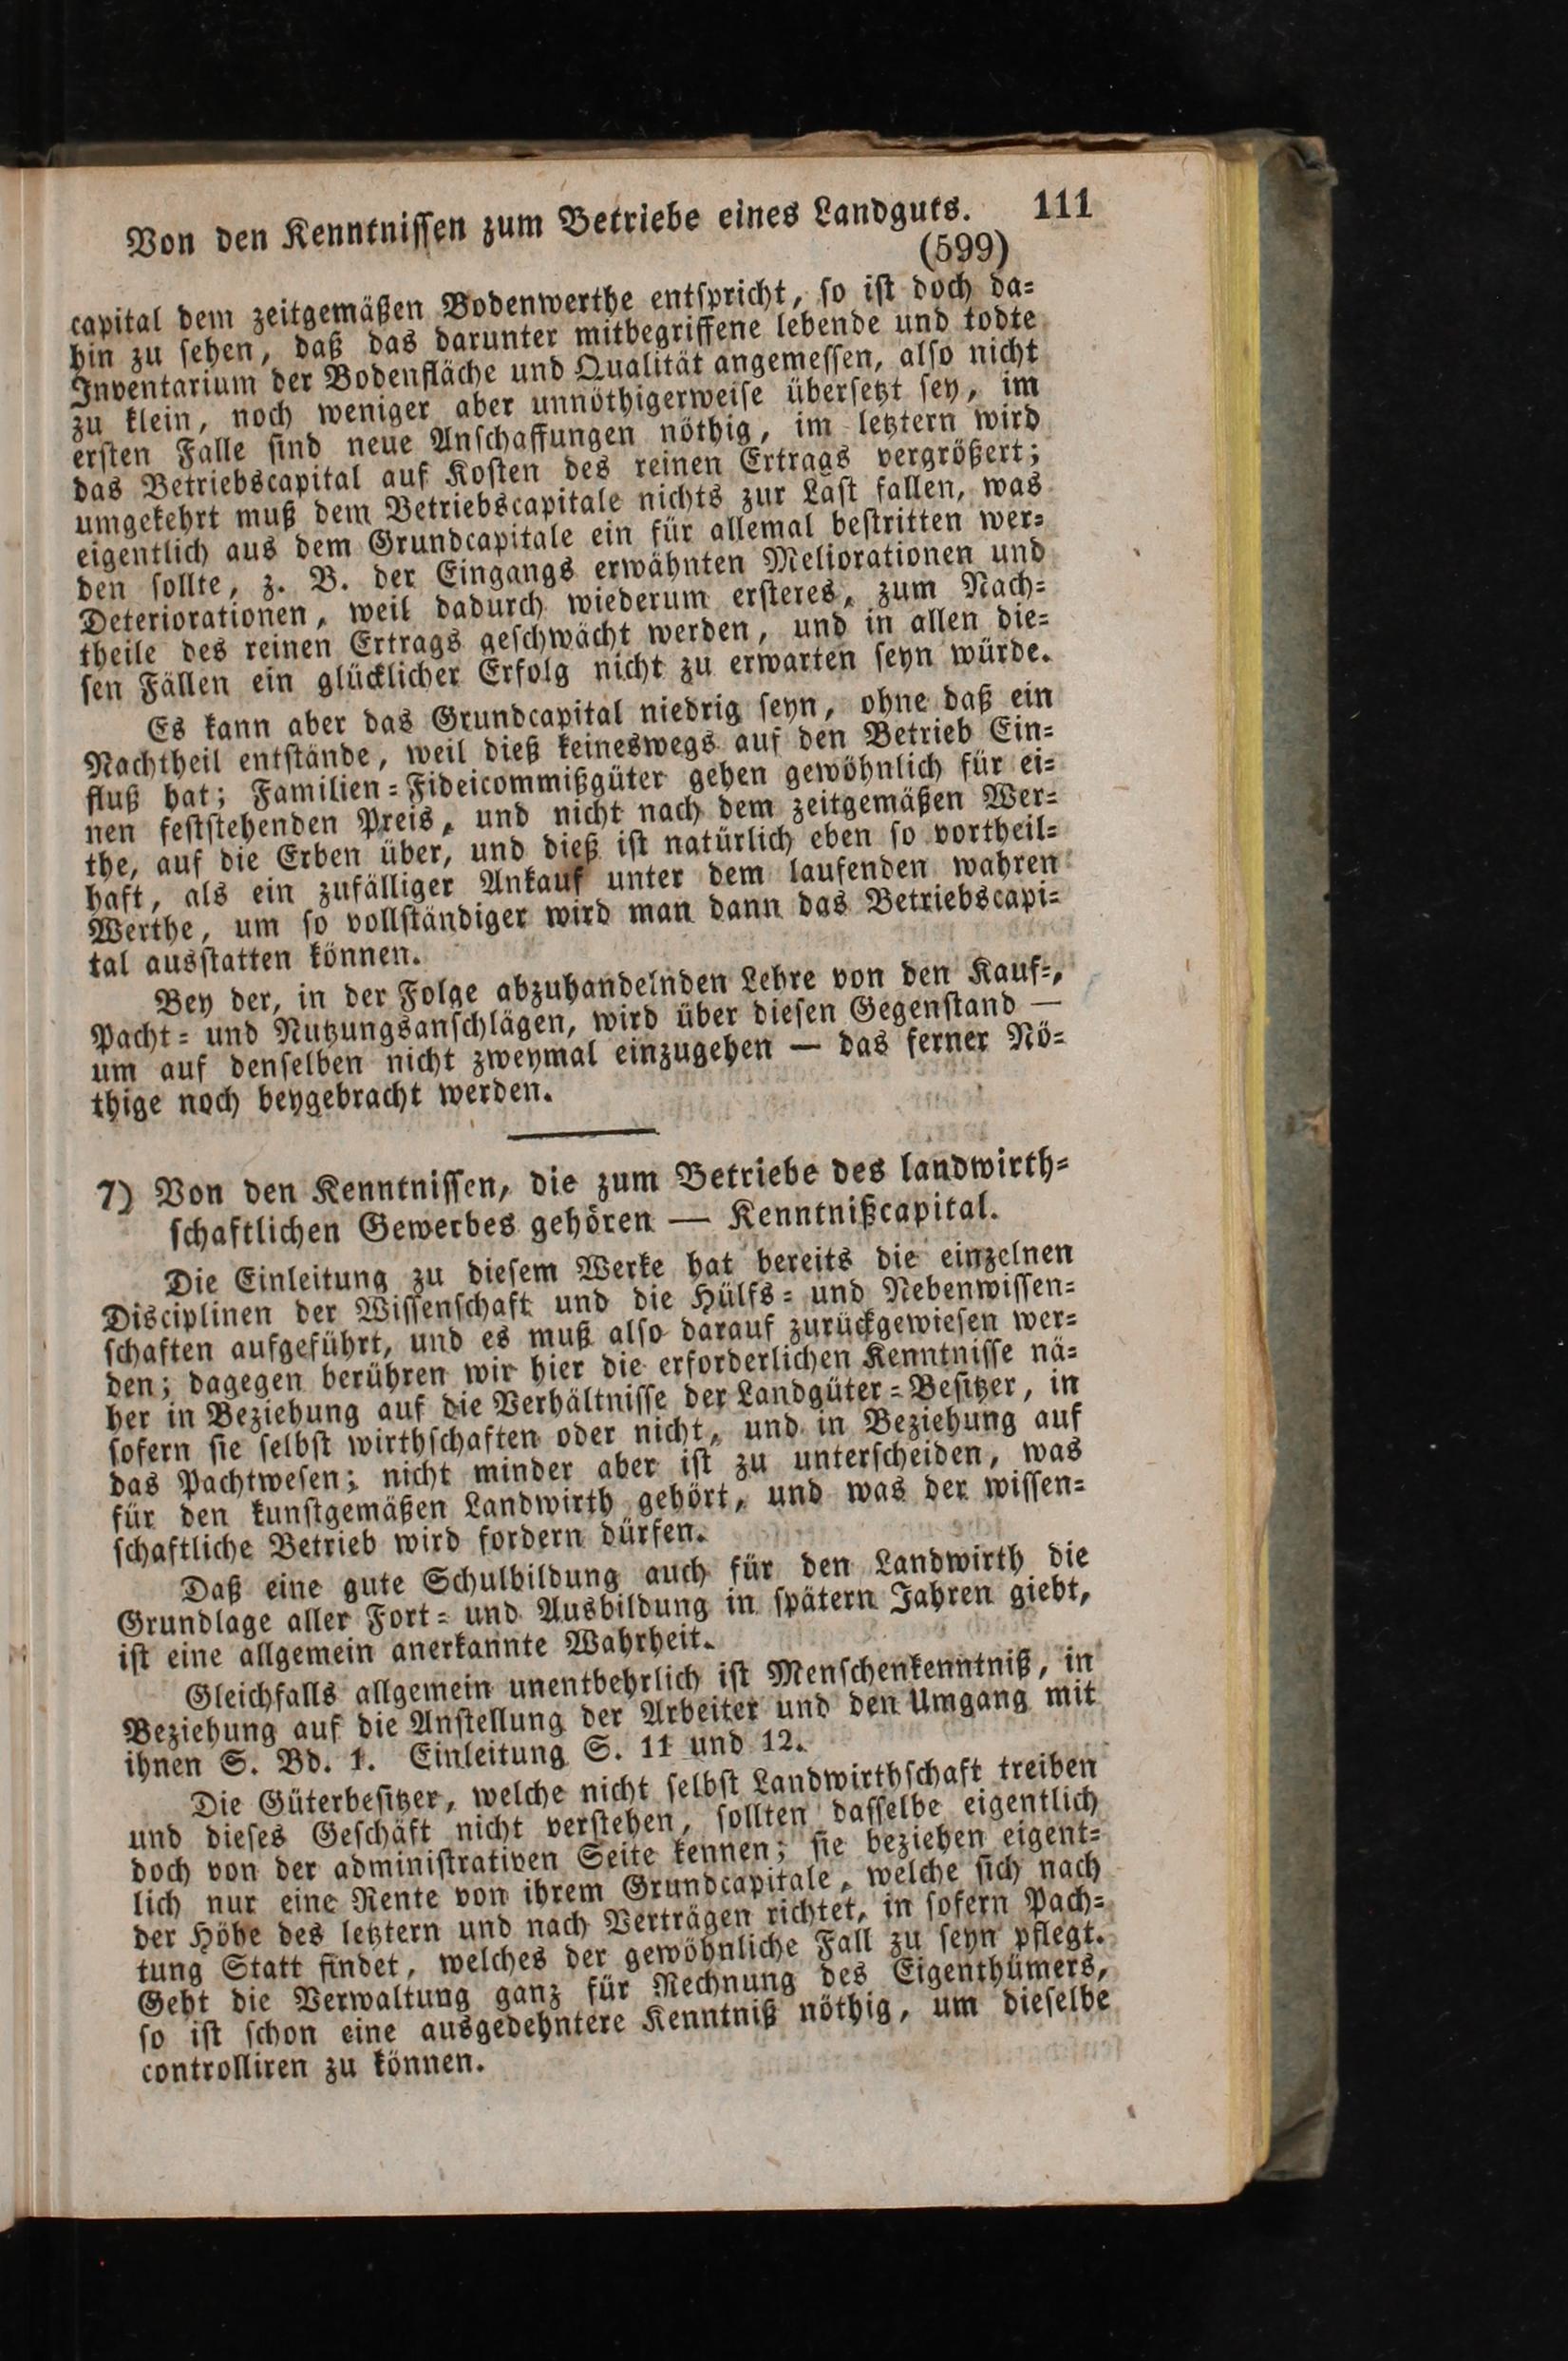 Von den Kenntnissen zum Betriebe eines Landguts. 111
(599)
capital dem zeitgemäßen Bodenwerthe entspricht, so ist doch da=
hin zu sehen, daß das darunter mitbegriffene lebende und todte
Inventarium der Bodenfläche und Qualität angemessen, also nicht
zu klein, noch weniger aber unnöthigerweise übersetzt sey, im
ersten Falle sind neue Anschaffungen nöthig, im letztern wird
das Betriebscapital auf Kosten des reinen Ertrags vergrößert;
umgekehrt muß dem Betriebscapitale nichts zur Last fallen, was
eigentlich aus dem Grundcapitale ein für allemal bestritten wer=
den sollte, z. B. der Eingangs erwähnten Meliorationen und
Deteriorationen, weil dadurch wiederum ersteres, zum Nach=
theile des reinen Ertrags geschwächt werden, und in allen die=
sen Fällen ein glücklicher Erfolg nicht zu erwarten seyn würde.
Es kann aber das Grundcapital niedrig seyn, ohne daß ein
Nachtheil entstände, weil dieß keineswegs auf den Betrieb Ein=
fluß hat; Familien=Fideicommißgüter gehen gewöhnlich für ei=
nen feststehenden Preis, und nicht nach dem zeitgemäßen Wer=
the, auf die Erben über, und dieß ist natürlich eben so vortheil=
haft, als ein zufälliger Ankauf unter dem laufenden wahren
Werthe, um so vollständiger wird man dann das Betriebscapi=
tal ausstatten können.
Bey der, in der Folge abzuhandelnden Lehre von den Kauf=,
Pacht= und Nutzungsanschlägen, wird über diesen Gegenstand —
um auf denselben nicht zweymal einzugehen — das ferner Nö=
thige noch beygebracht werden.
7) Von den Kenntnissen, die zum Betriebe des landwirth=
schaftlichen Gewerbes gehören — Kenntnißcapital.
Die Einleitung zu diesem Werke hat bereits die einzelnen
Disciplinen der Wissenschaft und die Hülfs= und Nebenwissen=
schaften aufgeführt, und es muß also darauf zurückgewiesen wer=
den; dagegen berühren wir hier die erforderlichen Kenntnisse nä=
her in Beziehung auf die Verhältnisse der Landgüter=Besitzer, in
sofern sie selbst wirthschaften oder nicht, und in Beziehung auf
das Pachtwesen; nicht minder aber ist zu unterscheiden, was
für den kunstgemäßen Landwirth gehört, und was der wissen=
schaftliche Betrieb wird fordern dürfen.
Daß eine gute Schulbildung auch für den Landwirth die
Grundlage aller Fort= und Ausbildung in spätern Jahren giebt,
ist eine allgemein anerkannte Wahrheit.
Gleichfalls allgemein unentbehrlich ist Menschenkenntniß, in
Beziehung auf die Anstellung der Arbeiter und den Umgang mit
ihnen S. Bd. 1. Einleitung S. 11 und 12.
Die Güterbesitzer, welche nicht selbst Landwirthschaft treiben
und dieses Geschäft nicht verstehen, sollten dasselbe eigentlich
doch von der administrativen Seite kennen; sie beziehen eigent=
lich nur eine Rente von ihrem Grundcapitale, welche sich nach
der Höhe des letztern und nach Verträgen richtet, in sofern Pach=
tung Statt findet, welches der gewöhnliche Fall zu seyn pflegt.
Geht die Verwaltung ganz für Rechnung des Eigenthümers,
so ist schon eine ausgedehntere Kenntniß nöthig, um dieselbe
controlliren zu können.